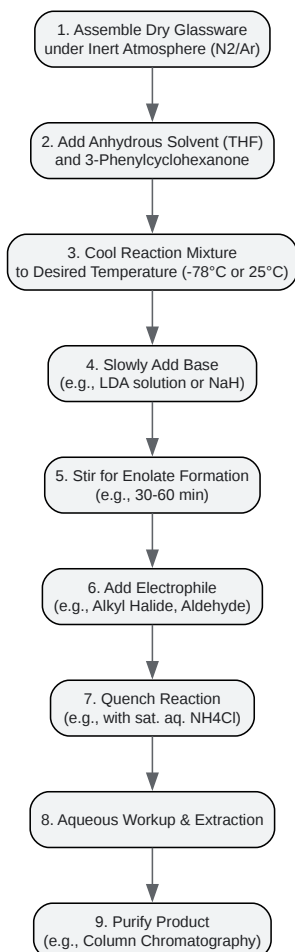 1. Assemble Dry Glassware
under Inert Atmosphere (N2/Ar)
2. Add Anhydrous Solvent (THF)
and 3-Phenylcyclohexanone
3. Cool Reaction Mixture
to Desired Temperature (-78°C or 25°C)
4. Slowly Add Base
(e.g., LDA solution or NaH)
5. Stir for Enolate Formation
(e.g., 30-60 min)
6. Add Electrophile
(e.g., Alkyl Halide, Aldehyde)
7. Quench Reaction
(e.g., with sat. aq. NH4Cl)
8. Aqueous Workup & Extraction
9. Purify Product
(e.g., Column Chromatography)